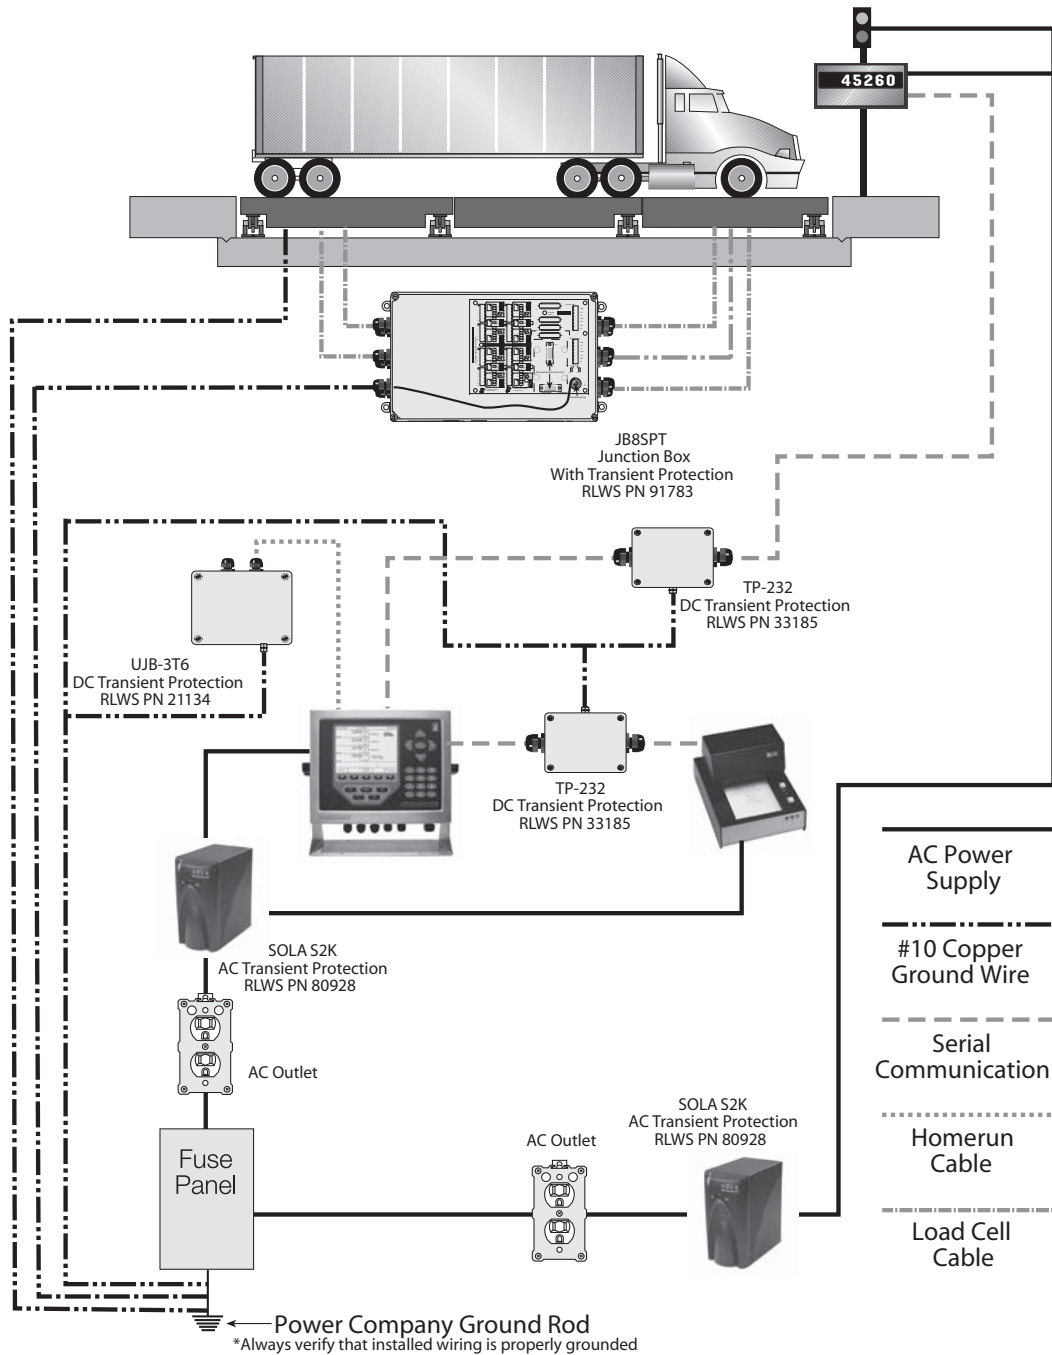 45260
JB8SPT
Junction Box
With Transient Protection
RLWS PN 91783
TP-232
DC Transient Protection
RLWS PN 33185
UJB-3T6
DC Transient Protection
RLWS PN 21134
TP-232
DC Transient Protection
RLWS PN 33185
SOLA S2K
AC Transient Protection
RLWS PN 80928
AC Outlet
Fuse
Panel
AC Outlet
SOLA S2K
AC Transient Protection
RLWS PN 80928
AC Power
Supply
#10 Copper
Ground Wire
Serial
Communication
Homerun
Cable
Load Cell
Cable
Power Company Ground Rod
*Always verify that installed wiring is properly grounded